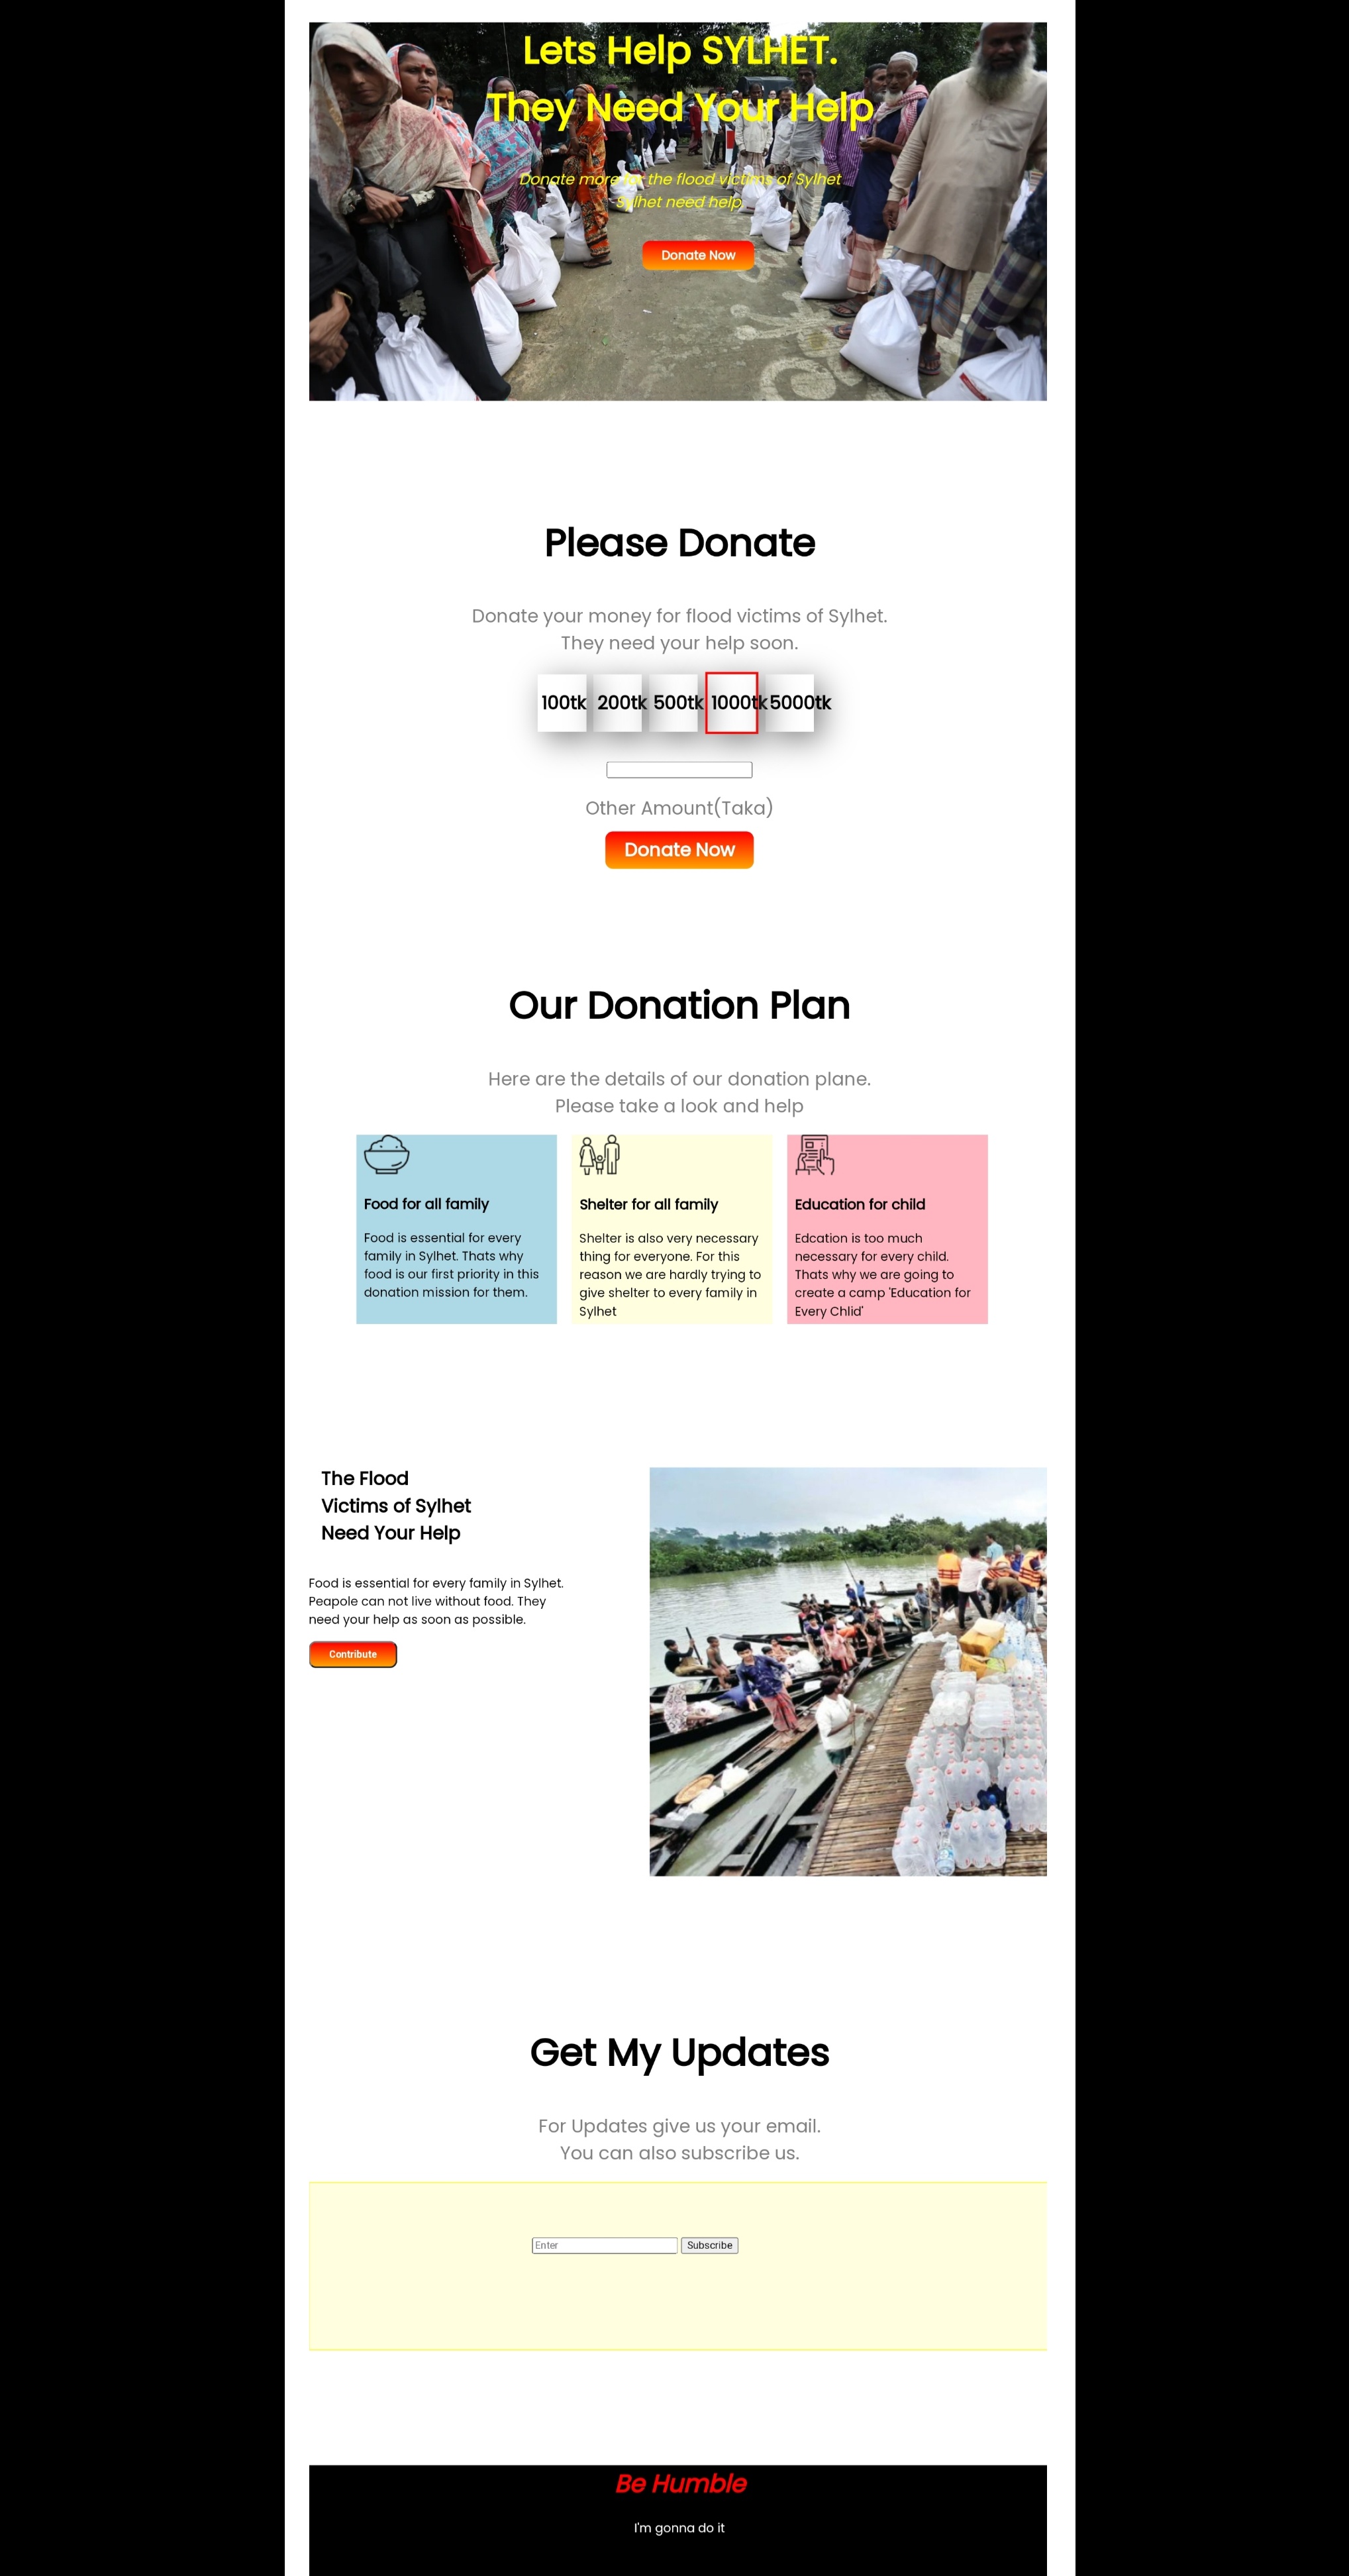 Lets Help SYLHET.
They Need Your Help
Donate more for the flood victims of Sylhet
Sylhet need help
Donate Now
Please Donate
Donate your money for flood victims of Sylhet.
They need your help soon.
100tk 200tk 500tk 1000tk 5000tk
Other Amount(Taka)
Donate Now
Our Donation Plan
Here are the details of our donation plane.
Please take a look and help
Food for all family
Food is essential for every
family in Sylhet. Thats why
food is our first priority in this
donation mission for them.
Shelter for all family
Shelter is also very necessary
thing for everyone. For this
reason we are hardly trying to
give shelter to every family in
Sylhet
Education for child
Edcation is too much
necessary for every child.
Thats why we are going to
create a camp 'Education for
Every Chlid'
The Flood
Victims of Sylhet
Need Your Help
Food is essential for every family in Sylhet.
Peapole can not live without food. They
need your help as soon as possible.
Contribute
Get My Updates
For Updates give us your email.
You can also subscribe us.
Enter Subscribe
Be Humble
I'm gonna do it